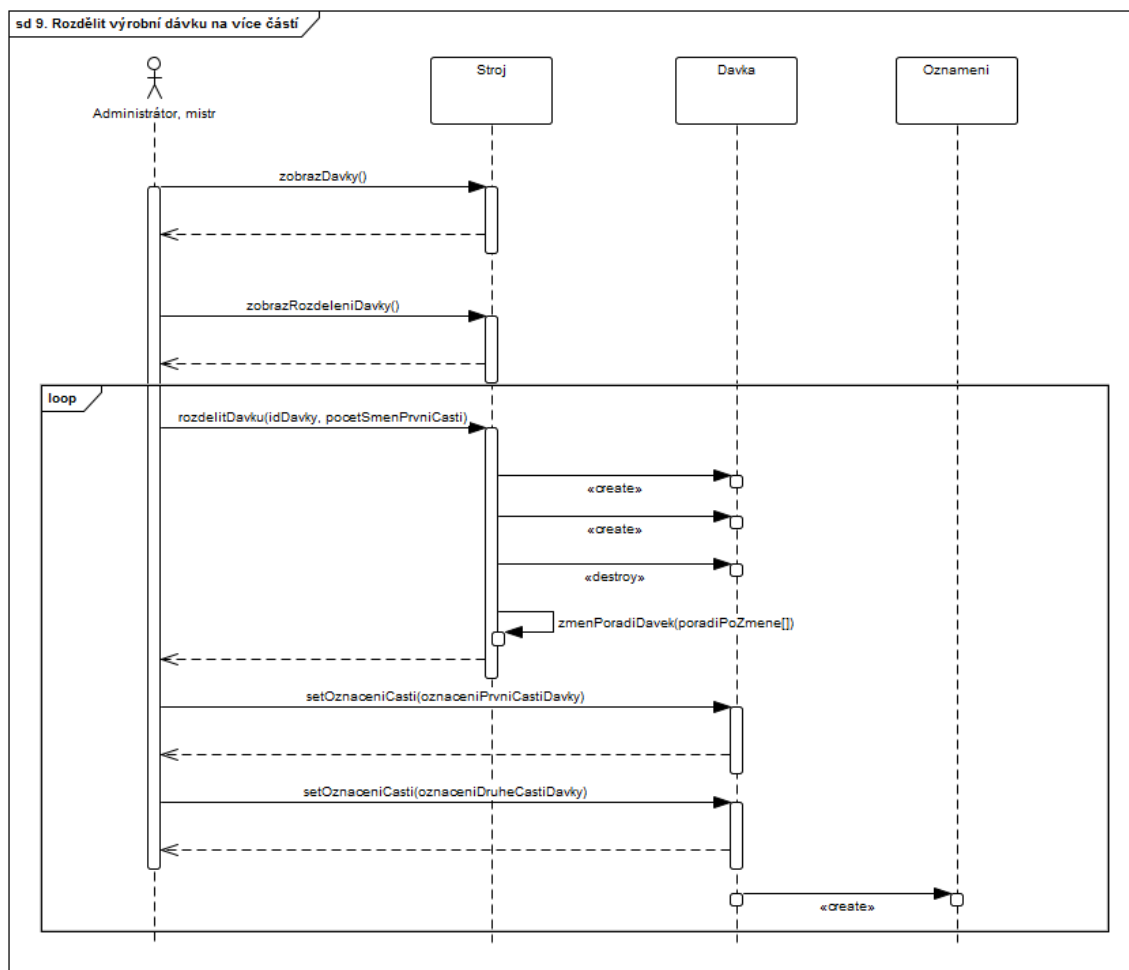 sd 9. Rozdělit výrobní dávku na více částí
Administrátor, mistr
Stroj
Davka
Oznameni
zobrazDavky()
zobrazRozdeleniDavky()
loop
rozdelitDavku(idDavky, pocetSmenPrvniCasti)
«create»
«create»
«destroy»
zmenPoradiDavek(poradiPoZmene[])
setOznaceniCasti(oznaceniPrvniCastiDavky)
setOznaceniCasti(oznaceniDruheCastiDavky)
«create»